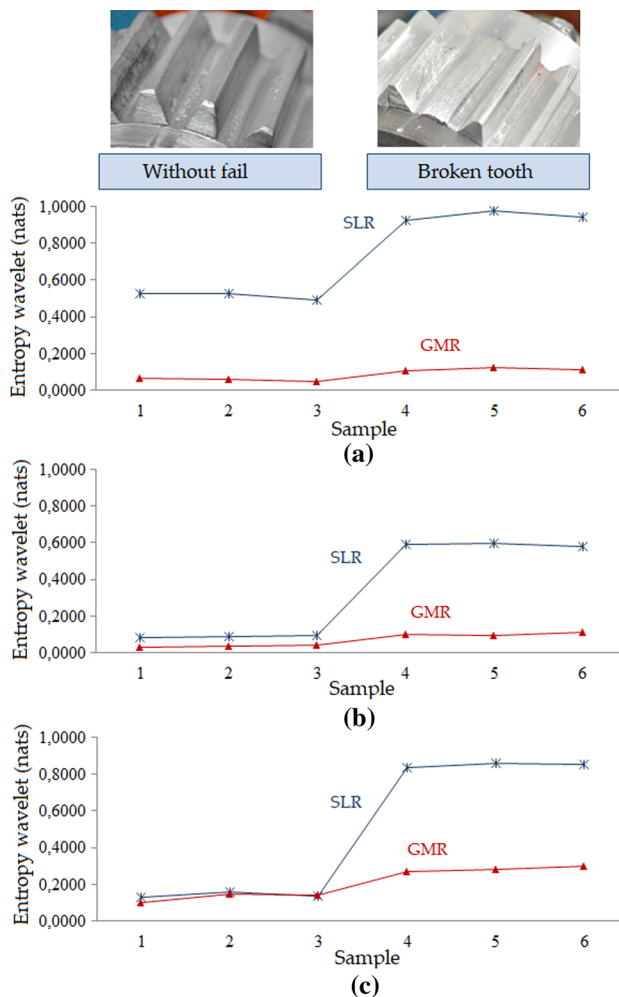 Without fail
Broken tooth
Entropy wavelet (nats)
1,0000
0,8000
0,6000
0,4000
0,2000
0,0000
SLR
GMR
1 2 3 4 5 6
Sample
(a)
Entropy wavelet (nats)
1,0000
0,8000
0,6000
0,4000
0,2000
0,0000
SLR
GMR
1 2 3 4 5 6
Sample
(b)
Entropy wavelet (nats)
1,0000
0,8000
0,6000
0,4000
0,2000
0,0000
SLR
GMR
1 2 3 4 5 6
Sample
(c)